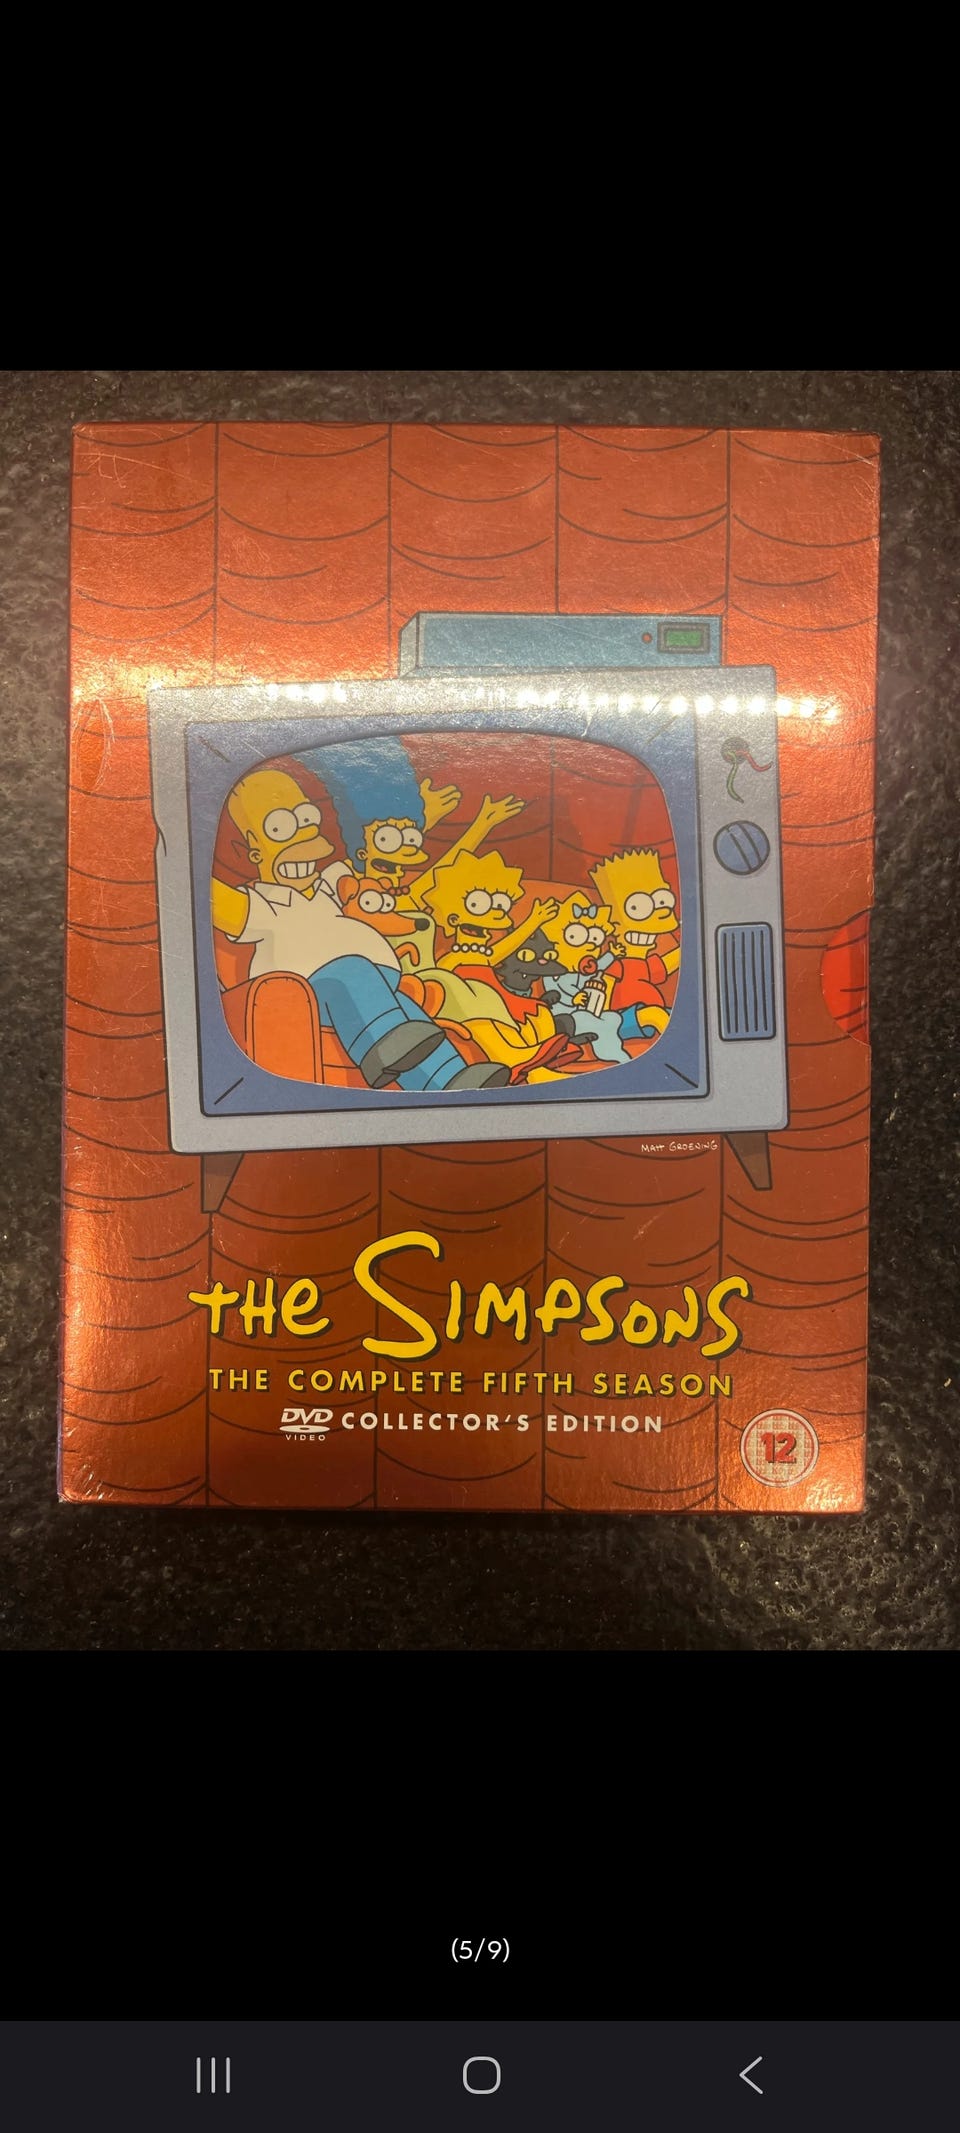 MATT GROENING
THE SIMPSONS
THE COMPLETE FIFTH SEASON
DVD VIDEO COLLECTOR'S EDITION
12
(5/9)